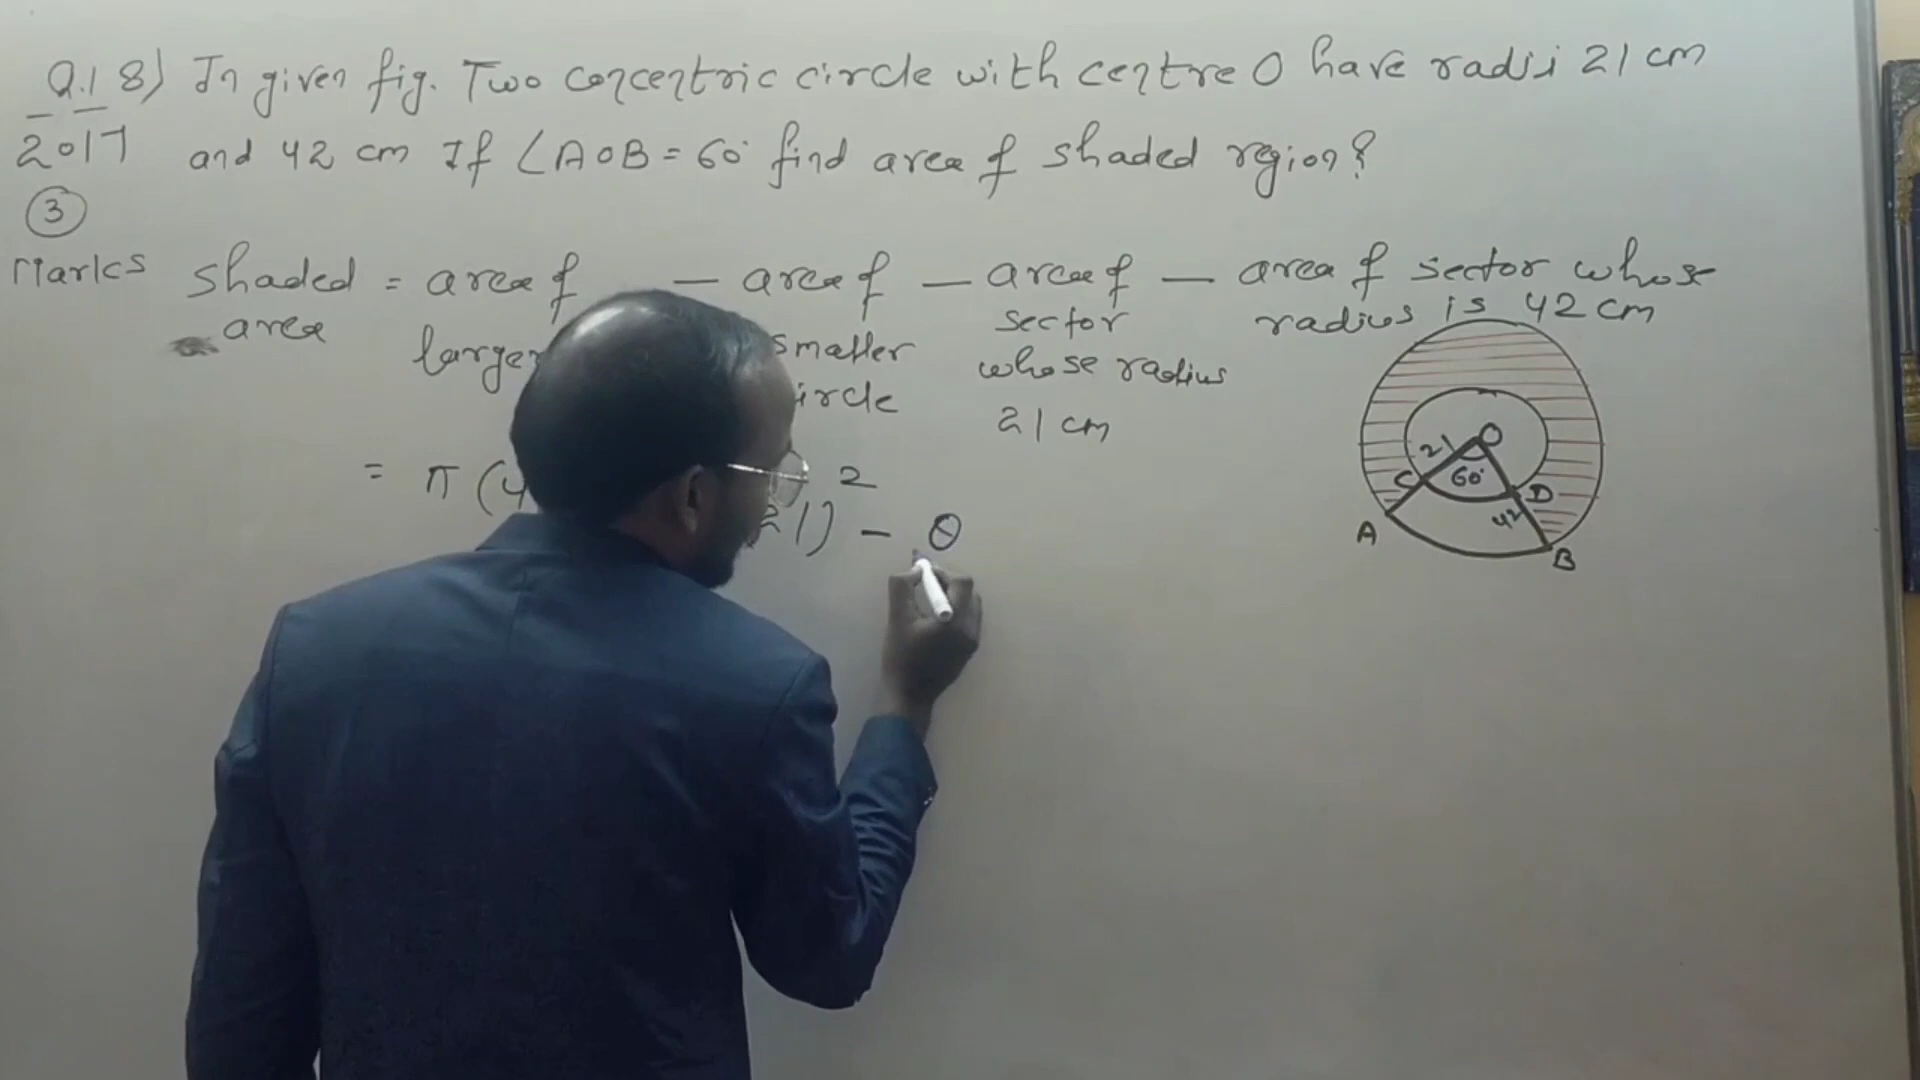 Q.18) In given fig. Two concentric circle with centre O have radii 21 cm
2017 and 42 cm If ∠AOB = 60° find area of shaded region?
3
Marks
shaded = area of — area of — area of — area of sector whose
area larger smaller sector radius is 42 cm
circle whose radius
21 cm
= π (4 2
21) - θ
O
21
60°
C D
42
A B